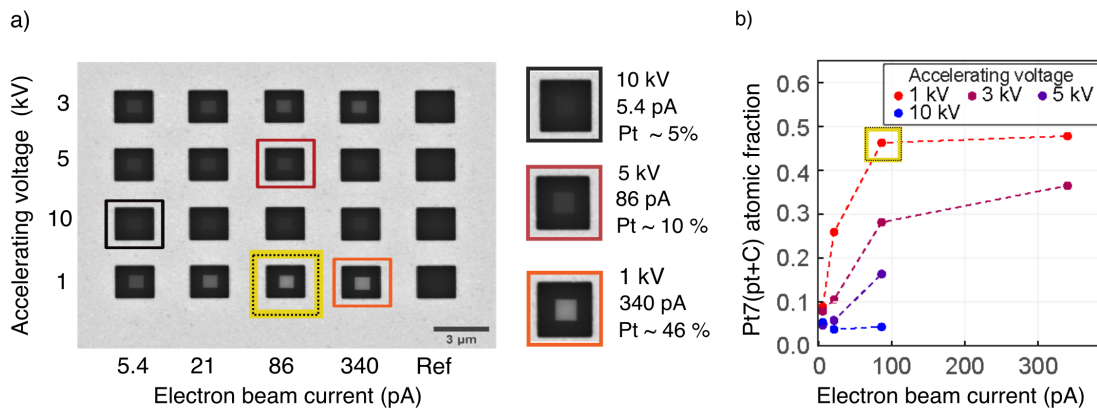 a)
Accelerating voltage (kV)
3
5
10
1
3 µm
5.4 21 86 340 Ref
Electron beam current (pA)
10 kV
5.4 pA
Pt ~ 5%
5 kV
86 pA
Pt ~ 10 %
1 kV
340 pA
Pt ~ 46 %
b)
Pt7(pt+C) atomic fraction
0.6
0.5
0.4
0.3
0.2
0.1
0.0
Accelerating voltage
1 kV 3 kV 5 kV
10 kV
0 100 200 300
Electron beam current (pA)